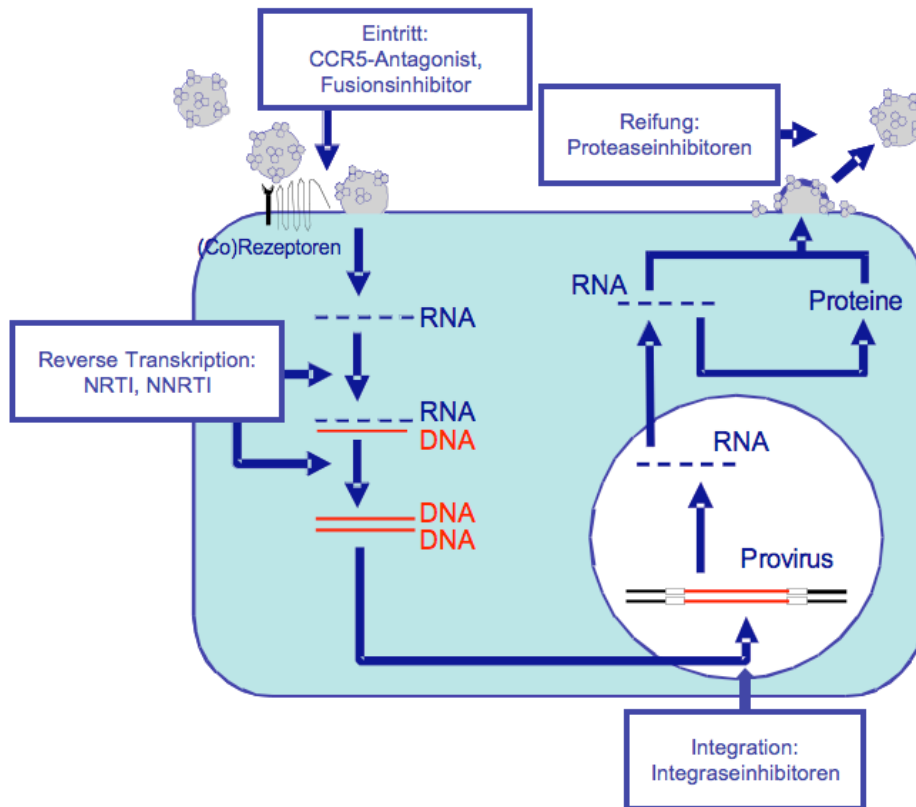 Eintritt:
CCR5-Antagonist,
Fusionsinhibitor
Reifung:
Proteaseinhibitoren
(Co)Rezeptoren
RNA
Reverse Transkription:
NRTI, NNRTI
RNA
DNA
DNA
DNA
RNA
Proteine
RNA
Provirus
Integration:
Integraseinhibitoren